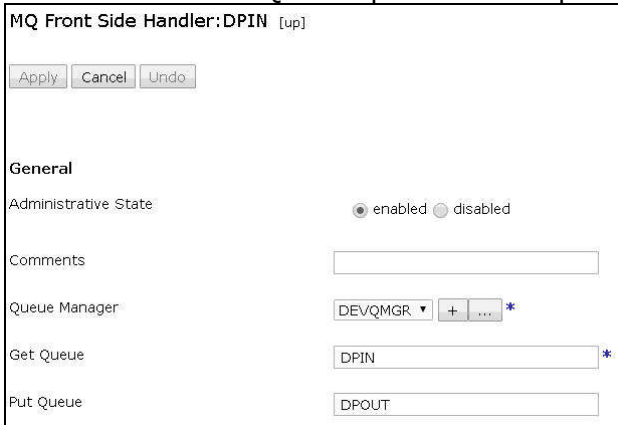 MQ Front Side Handler:DPIN [up]
Apply Cancel Undo
General
Administrative State enabled disabled
Comments
Queue Manager DEVQMGR + ... *
Get Queue DPIN *
Put Queue DPOUT